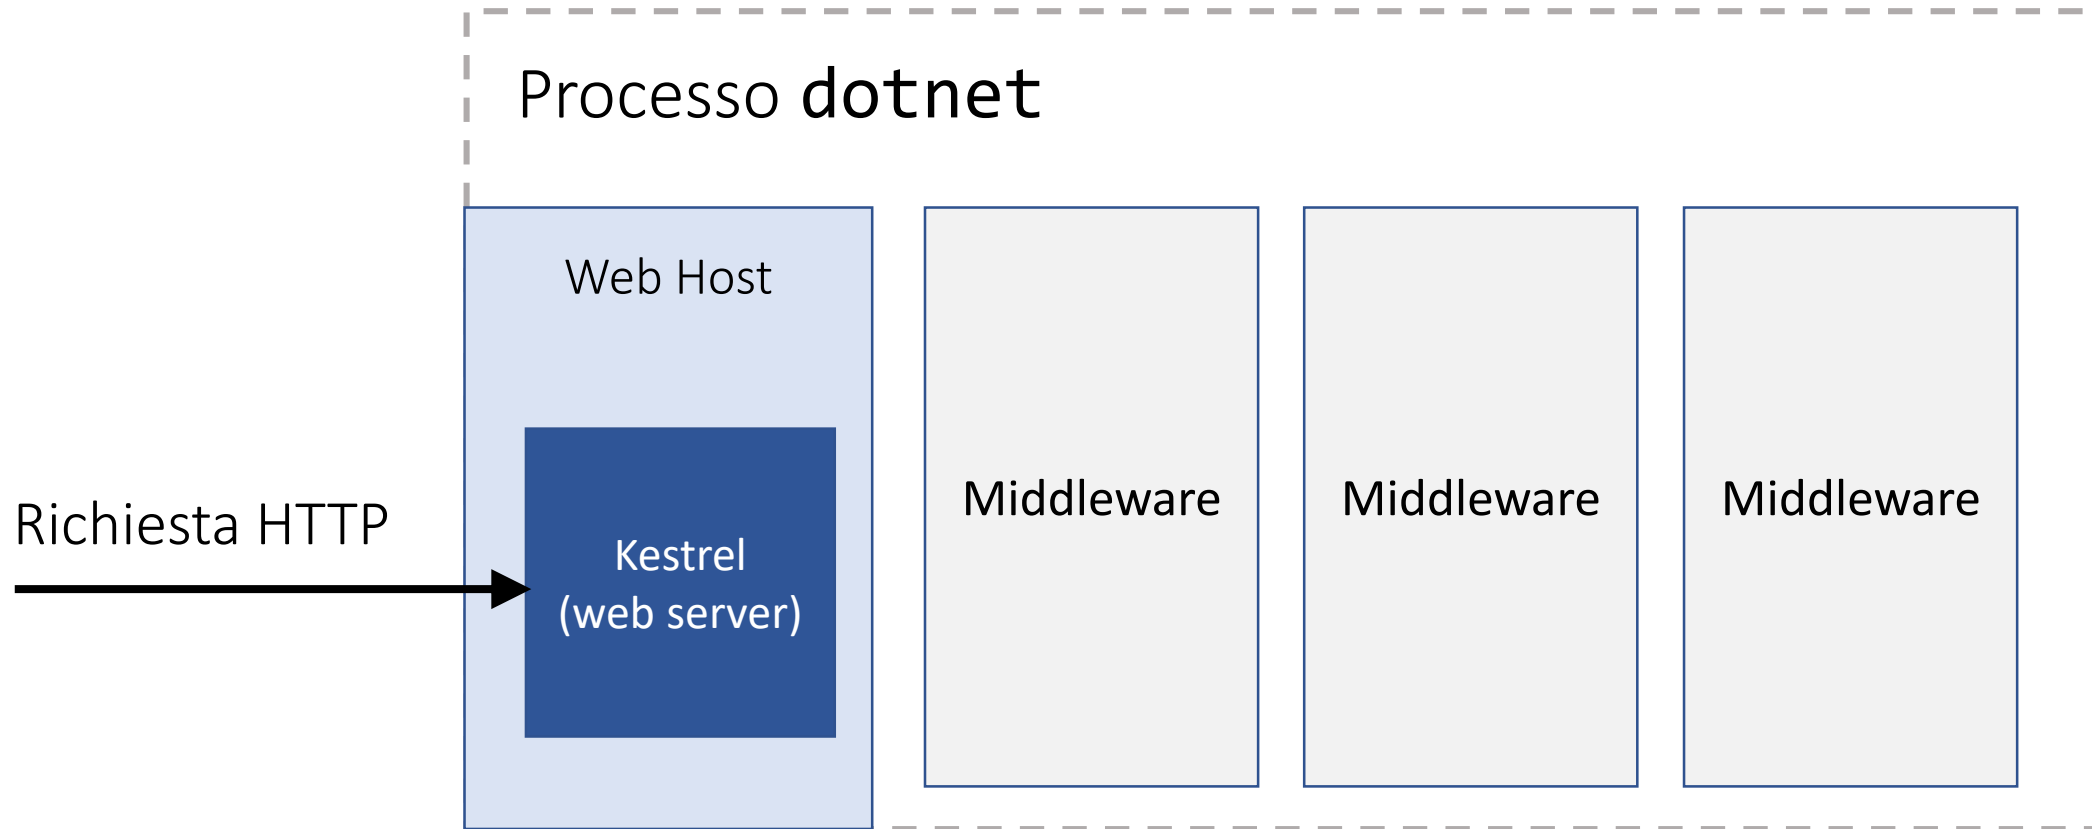 Processo dotnet
Web Host
Richiesta HTTP
Kestrel
(web server)
Middleware
Middleware
Middleware